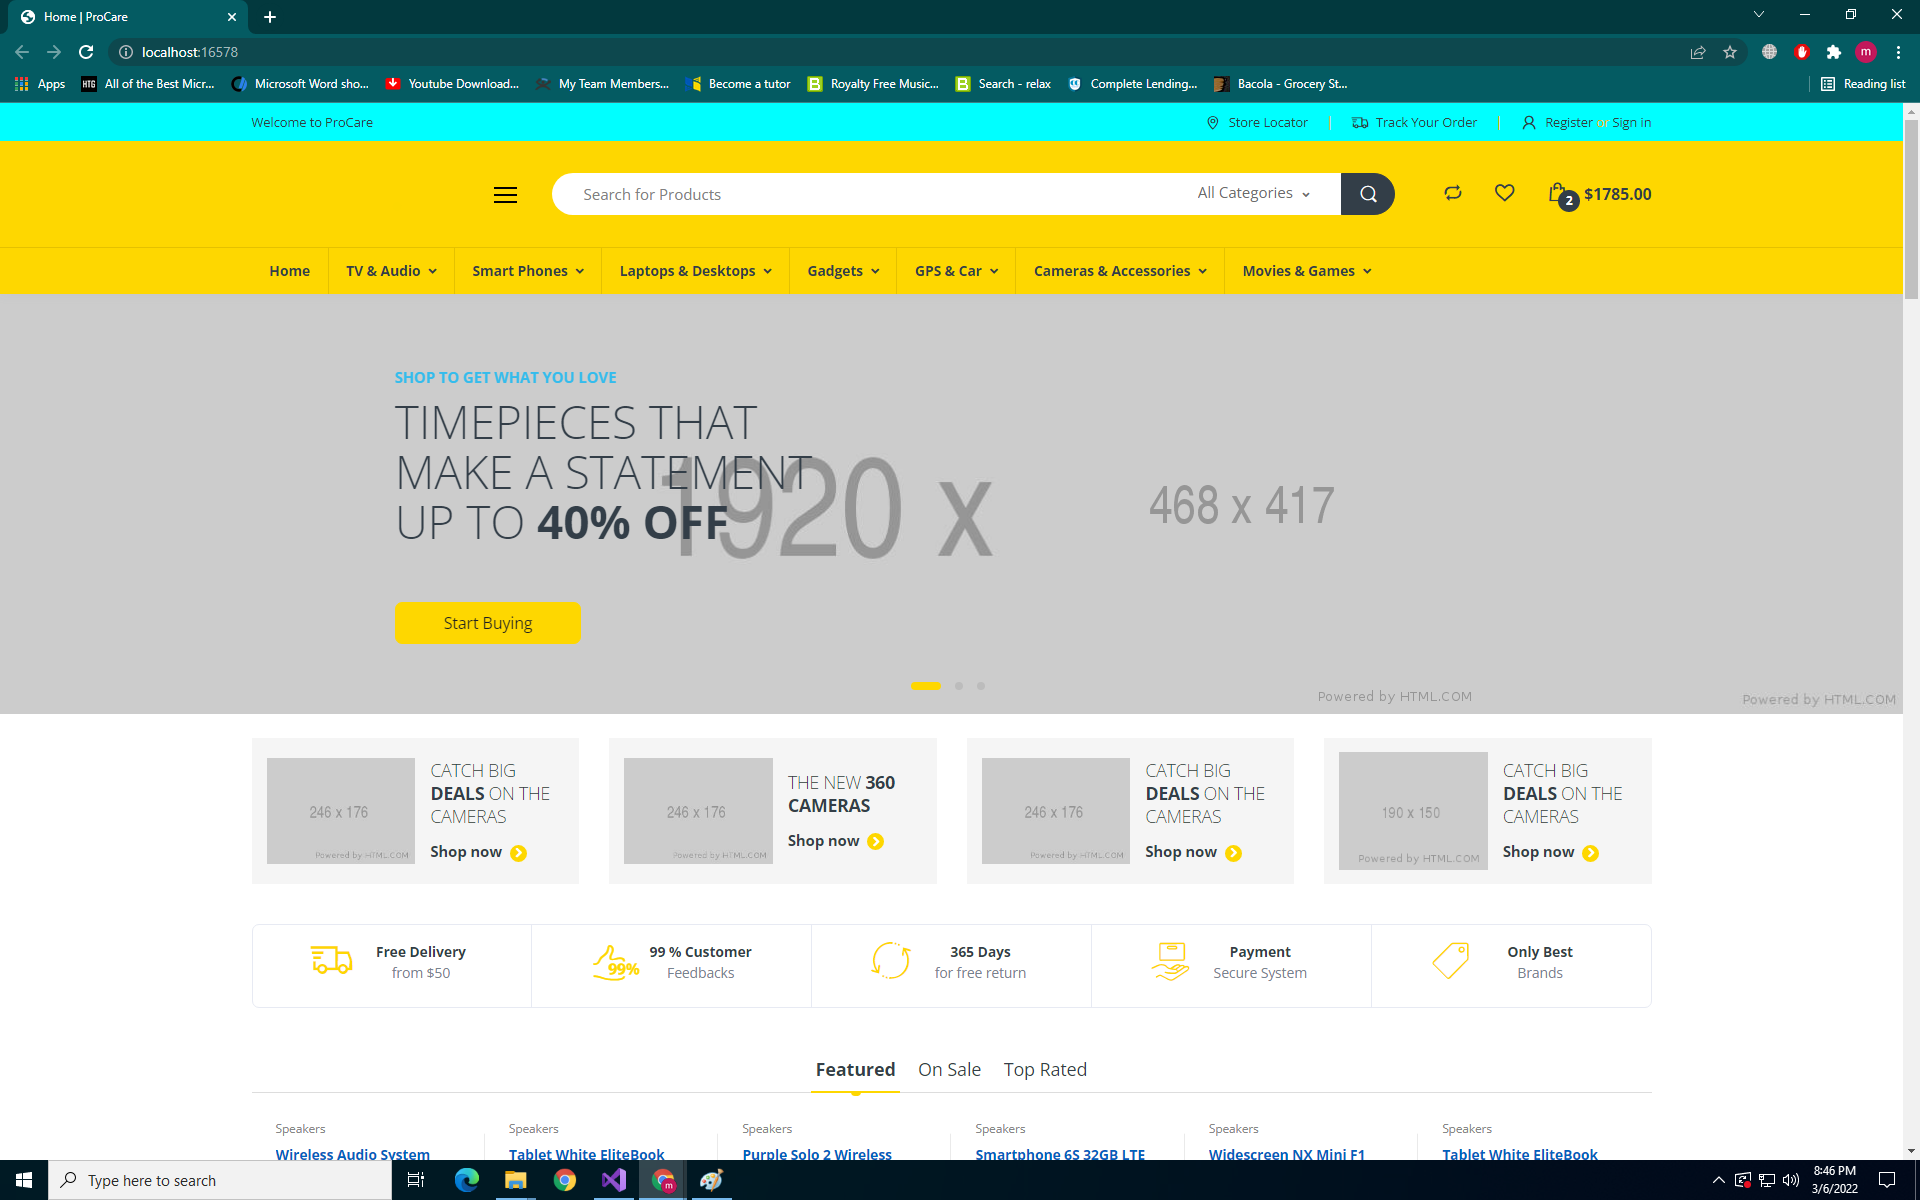 Home | ProCare
localhost:16578
Apps
HTG All of the Best Micr...
Microsoft Word sho...
Youtube Download...
My Team Members...
Become a tutor
B Royalty Free Music...
B Search - relax
Complete Lending...
Bacola - Grocery St...
Reading list
m
Welcome to ProCare
Store Locator
Track Your Order
Register or Sign in
Search for Products
All Categories
2
$1785.00
Home
TV & Audio
Smart Phones
Laptops & Desktops
Gadgets
GPS & Car
Cameras & Accessories
Movies & Games
SHOP TO GET WHAT YOU LOVE
TIMEPIECES THAT
MAKE A STATEMENT
UP TO 40% OFF
1920 x
468 x 417
Start Buying
Powered by HTML.COM
Powered by HTML.COM
246 x 176
Powered by HTML.COM
CATCH BIG
DEALS ON THE
CAMERAS
Shop now
246 x 176
Powered by HTML.COM
THE NEW 360
CAMERAS
Shop now
246 x 176
Powered by HTML.COM
CATCH BIG
DEALS ON THE
CAMERAS
Shop now
190 x 150
Powered by HTML.COM
CATCH BIG
DEALS ON THE
CAMERAS
Shop now
Free Delivery
from $50
99%
99 % Customer
Feedbacks
365 Days
for free return
Payment
Secure System
Only Best
Brands
Featured
On Sale
Top Rated
Speakers
Wireless Audio System
Speakers
Tablet White EliteBook
Speakers
Purple Solo 2 Wireless
Speakers
Smartphone 6S 32GB LTE
Speakers
Widescreen NX Mini F1
Speakers
Tablet White EliteBook
Type here to search
m
8:46 PM
3/6/2022